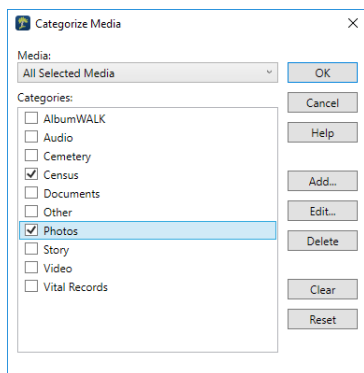 Categorize Media
Media:
All Selected Media
OK
Categories:
Cancel
AlbumWALK
Audio
Help
Cemetery
Census
Documents
Add...
Other
Edit...
Photos
Delete
Story
Video
Vital Records
Clear
Reset